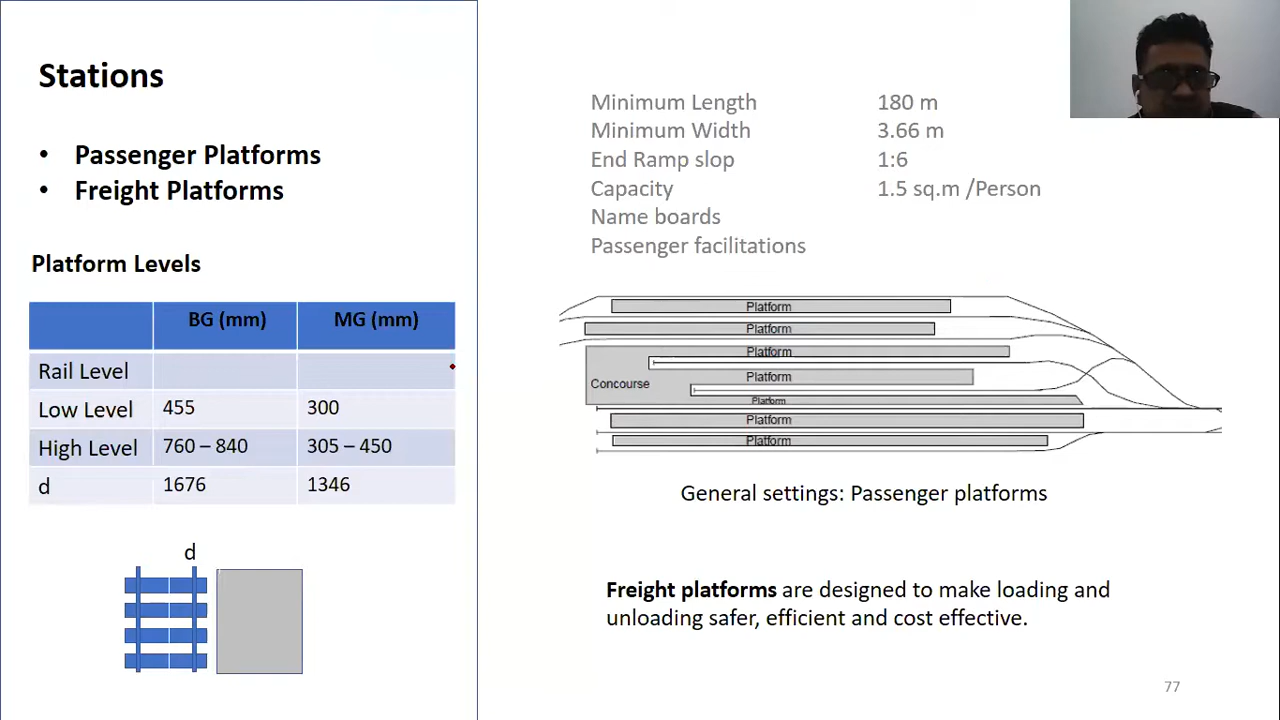 Stations
• Passenger Platforms
• Freight Platforms
Platform Levels
BG (mm) MG (mm)
Rail Level
Low Level 455 300
High Level 760 – 840 305 – 450
d 1676 1346
d
Minimum Length 180 m
Minimum Width 3.66 m
End Ramp slop 1:6
Capacity 1.5 sq.m /Person
Name boards
Passenger facilitations
Platform
Platform
Platform
Concourse
Platform
Platform
Platform
Platform
General settings: Passenger platforms
Freight platforms are designed to make loading and
unloading safer, efficient and cost effective.
77